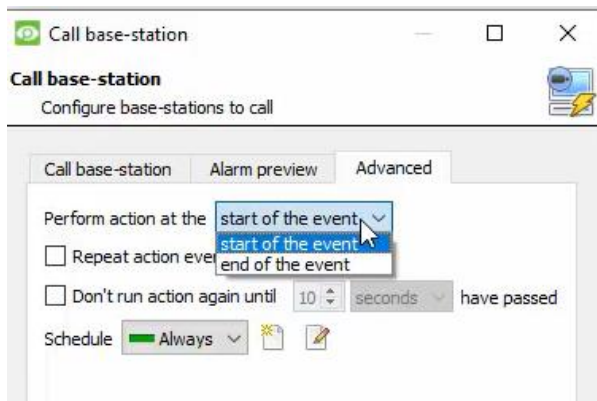 Call base-station
Call base-station
Configure base-stations to call
Call base-station Alarm preview Advanced
Perform action at the start of the event
start of the event
Repeat action
end of the event
Don't run action again until 10 seconds have passed
Schedule Always